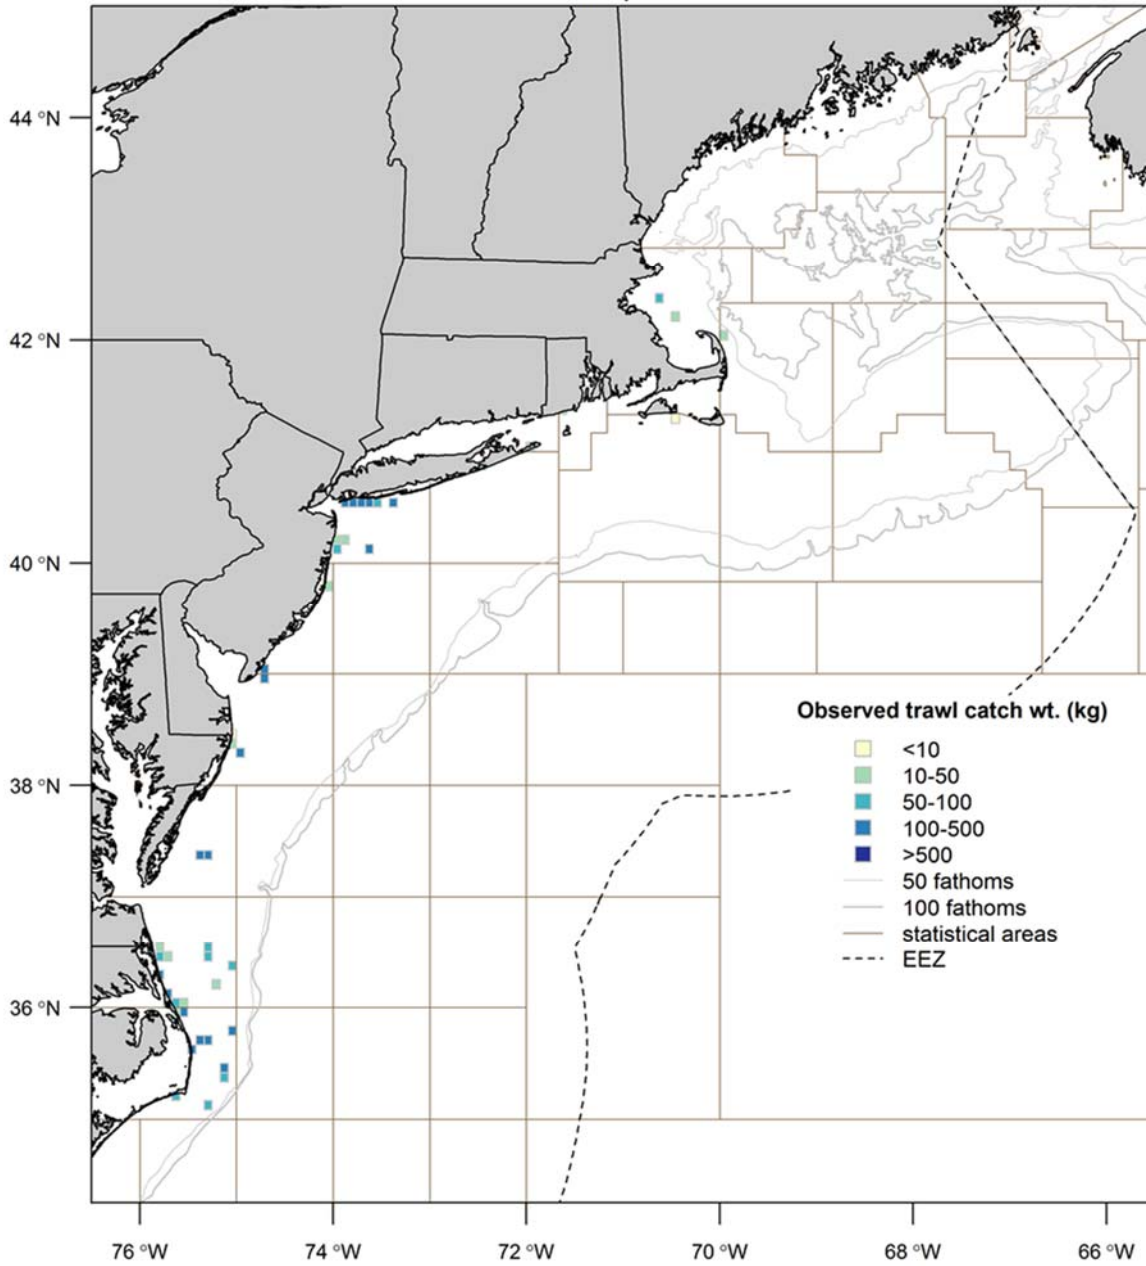 44 °N
42 °N
40 °N
38 °N
36 °N
Observed trawl catch wt. (kg)
<10
10-50
50-100
100-500
>500
50 fathoms
100 fathoms
statistical areas
EEZ
76 °W
74 °W
72 °W
70 °W
68 °W
66 °W